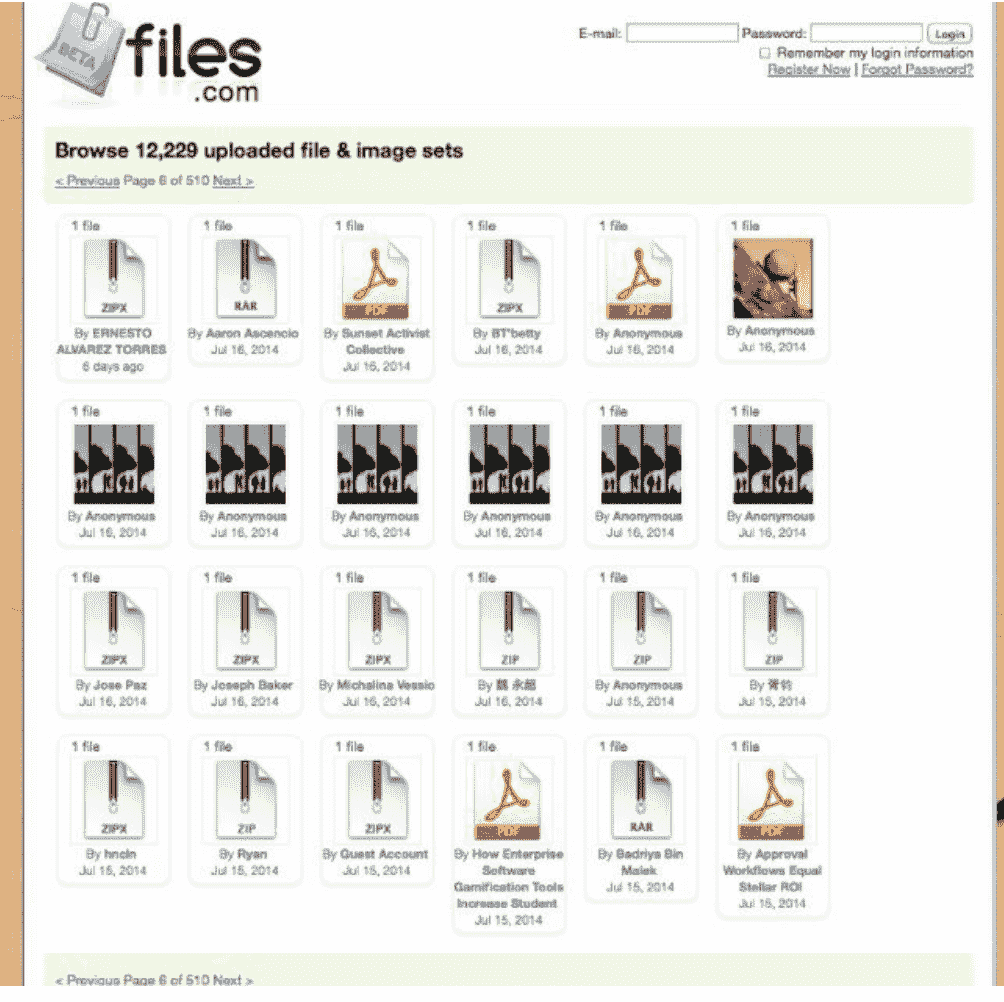 BETA
files
.com
E-mail: Password: Login
Remember my login information
Register Now | Forgot Password?
Browse 12,229 uploaded file & image sets
< Previous Page 6 of 510 Next >
1 file 1 file 1 file 1 file 1 file 1 file
ZIPX RAR PDF ZIPX PDF
By ERNESTO ALVAREZ TORRES
6 days ago
By Aaron Ascencio
Jul 16, 2014
By Sunset Activist Collective
Jul 16, 2014
By BT'betty
Jul 16, 2014
By Anonymous
Jul 16, 2014
By Anonymous
Jul 16, 2014
1 file 1 file 1 file 1 file 1 file 1 file
By Anonymous By Anonymous By Anonymous By Anonymous By Anonymous By Anonymous
Jul 16, 2014 Jul 16, 2014 Jul 16, 2014 Jul 16, 2014 Jul 16, 2014 Jul 16, 2014
1 file 1 file 1 file 1 file 1 file 1 file
ZIPX ZIPX ZIPX ZIP ZIP ZIP
By Jose Paz By Joseph Baker By Michalina Vessio By By Anonymous By
Jul 16, 2014 Jul 16, 2014 Jul 16, 2014 Jul 16, 2014 Jul 15, 2014 Jul 15, 2014
1 file 1 file 1 file 1 file 1 file 1 file
ZIPX ZIP ZIPX PDF RAR PDF
By hncln
Jul 15, 2014
By Ryan
Jul 15, 2014
By Guest Account
Jul 15, 2014
By How Enterprise
Software
Gamification Tools
Increase Student
Jul 15, 2014
By Badriya Bin
Malek
Jul 15, 2014
By Approval
Workflows Equal
Stellar ROI
Jul 15, 2014
< Previous Page 6 of 510 Next >